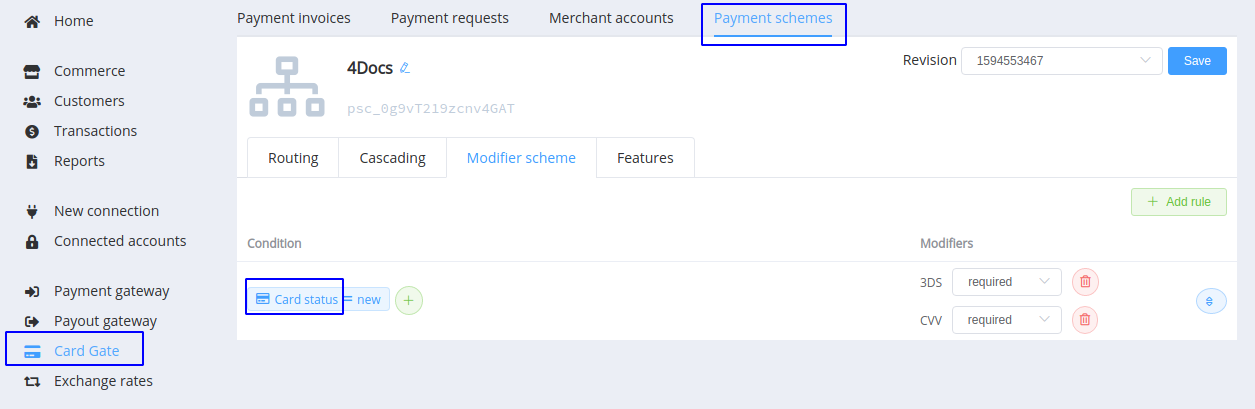 Home
Commerce
Customers
Transactions
Reports
New connection
Connected accounts
Payment gateway
Payout gateway
Card Gate
Exchange rates
Payment invoices Payment requests Merchant accounts Payment schemes
4Docs
psc_0g9vT219zcnv4GAT
Revision 1594553467 Save
Routing Cascading Modifier scheme Features
+ Add rule
Condition Modifiers
Card status = new +
3DS required
CVV required